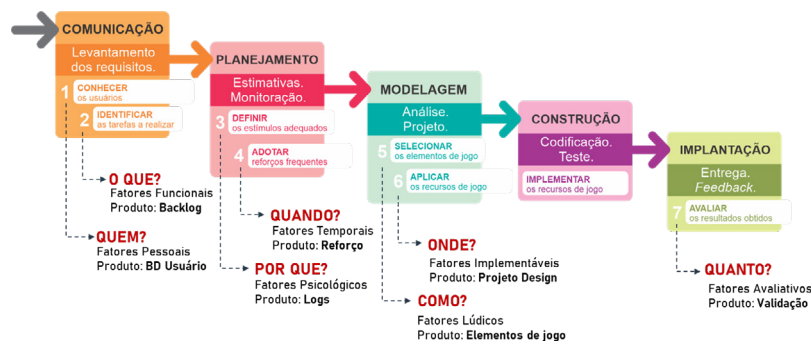 COMUNICAÇÃO
Levantamento
dos requisitos.
1 CONHECER
os usuários
2 IDENTIFICAR
as tarefas a realizar
O QUE?
Fatores Funcionais
Produto: Backlog
QUEM?
Fatores Pessoais
Produto: BD Usuário
PLANEJAMENTO
Estimativas.
Monitoração.
3 DEFINIR
os estímulos adequados
4 ADOTAR
reforços frequentes
QUANDO?
Fatores Temporais
Produto: Reforço
POR QUE?
Fatores Psicológicos
Produto: Logs
MODELAGEM
Análise.
Projeto.
5 SELECIONAR
os elementos de jogo
6 APLICAR
os recursos de jogo
ONDE?
Fatores Implementáveis
Produto: Projeto Design
COMO?
Fatores Lúdicos
Produto: Elementos de jogo
CONSTRUÇÃO
Codificação.
Teste.
IMPLEMENTAR
os recursos de jogo
IMPLANTAÇÃO
Entrega.
Feedback.
7 AVALIAR
os resultados obtidos
QUANTO?
Fatores Avaliativos
Produto: Validação